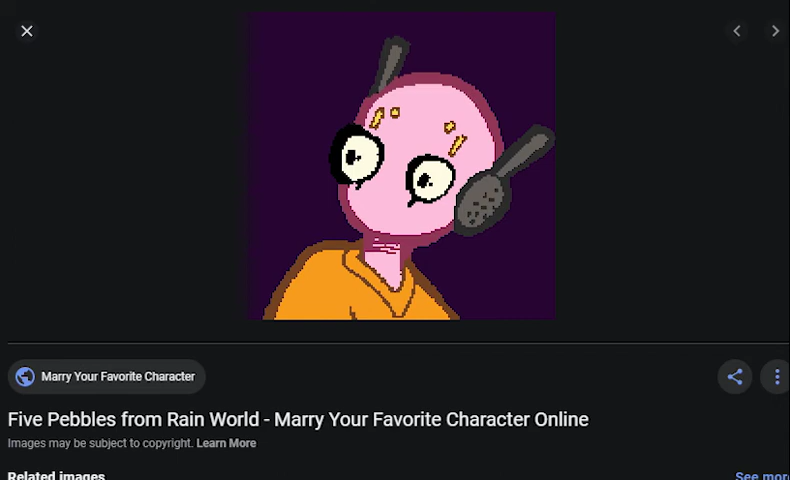 Marry Your Favorite Character
Five Pebbles from Rain World - Marry Your Favorite Character Online
Images may be subject to copyright. Learn More
Related images
See more